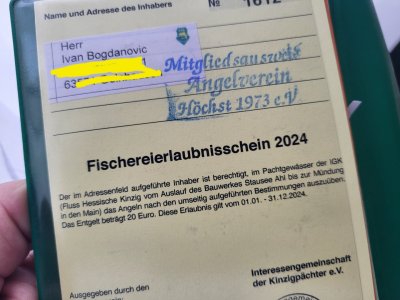 Name und Adresse des Inhabers № 1612
Herr
Ivan Bogdanovic
Mitgliedsausweis
Angelverein
Höchst 1973 e.V
Fischereierlaubnisschein 2024
Der im Adressenfeld aufgeführte Inhaber ist berechtigt, im Pachtgewässer der IGK
(Fluss Hessische Kinzig vom Auslauf des Bauwerkes Stausee Ahl bis zur Mündung
in den Main) das Angeln nach den umseitig aufgeführten Bestimmungen auszuüben.
Das Entgelt beträgt 20 Euro. Diese Erlaubnis gilt vom 01.01. - 31.12.2024.
Interessengemeinschaft
der Kinzigpächter e.V.
Ausgegeben durch den